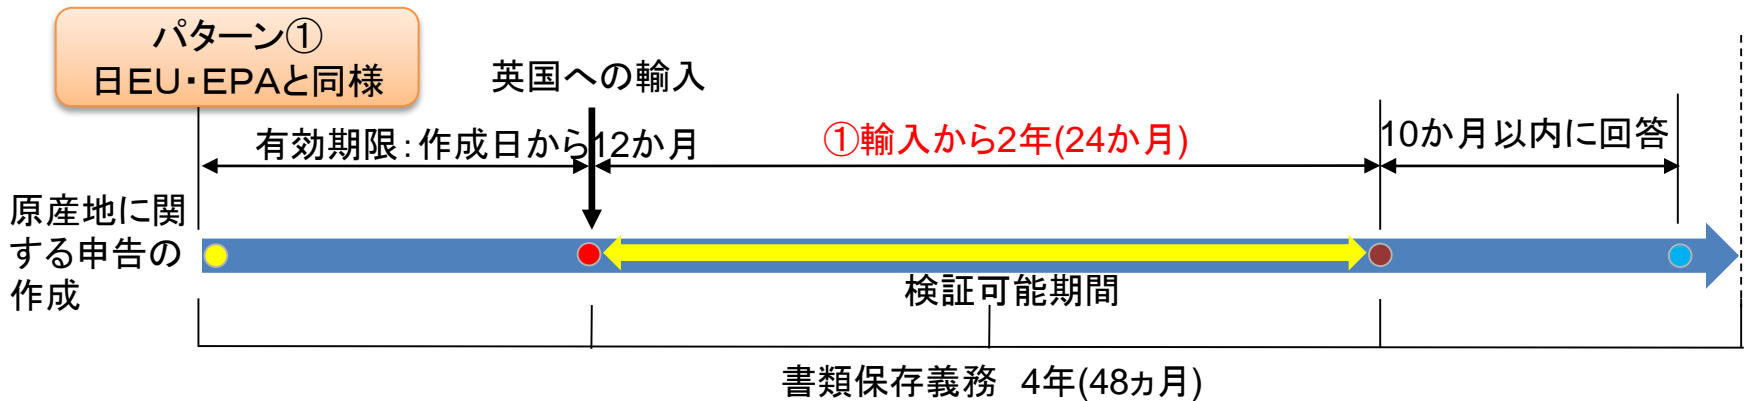 パターン①
日EU・EPAと同様
英国への輸入
有効期限：作成日から12か月
①輸入から2年(24か月)
10か月以内に回答
原産地に関
する申告の
作成
検証可能期間
書類保存義務　4年(48ヵ月)